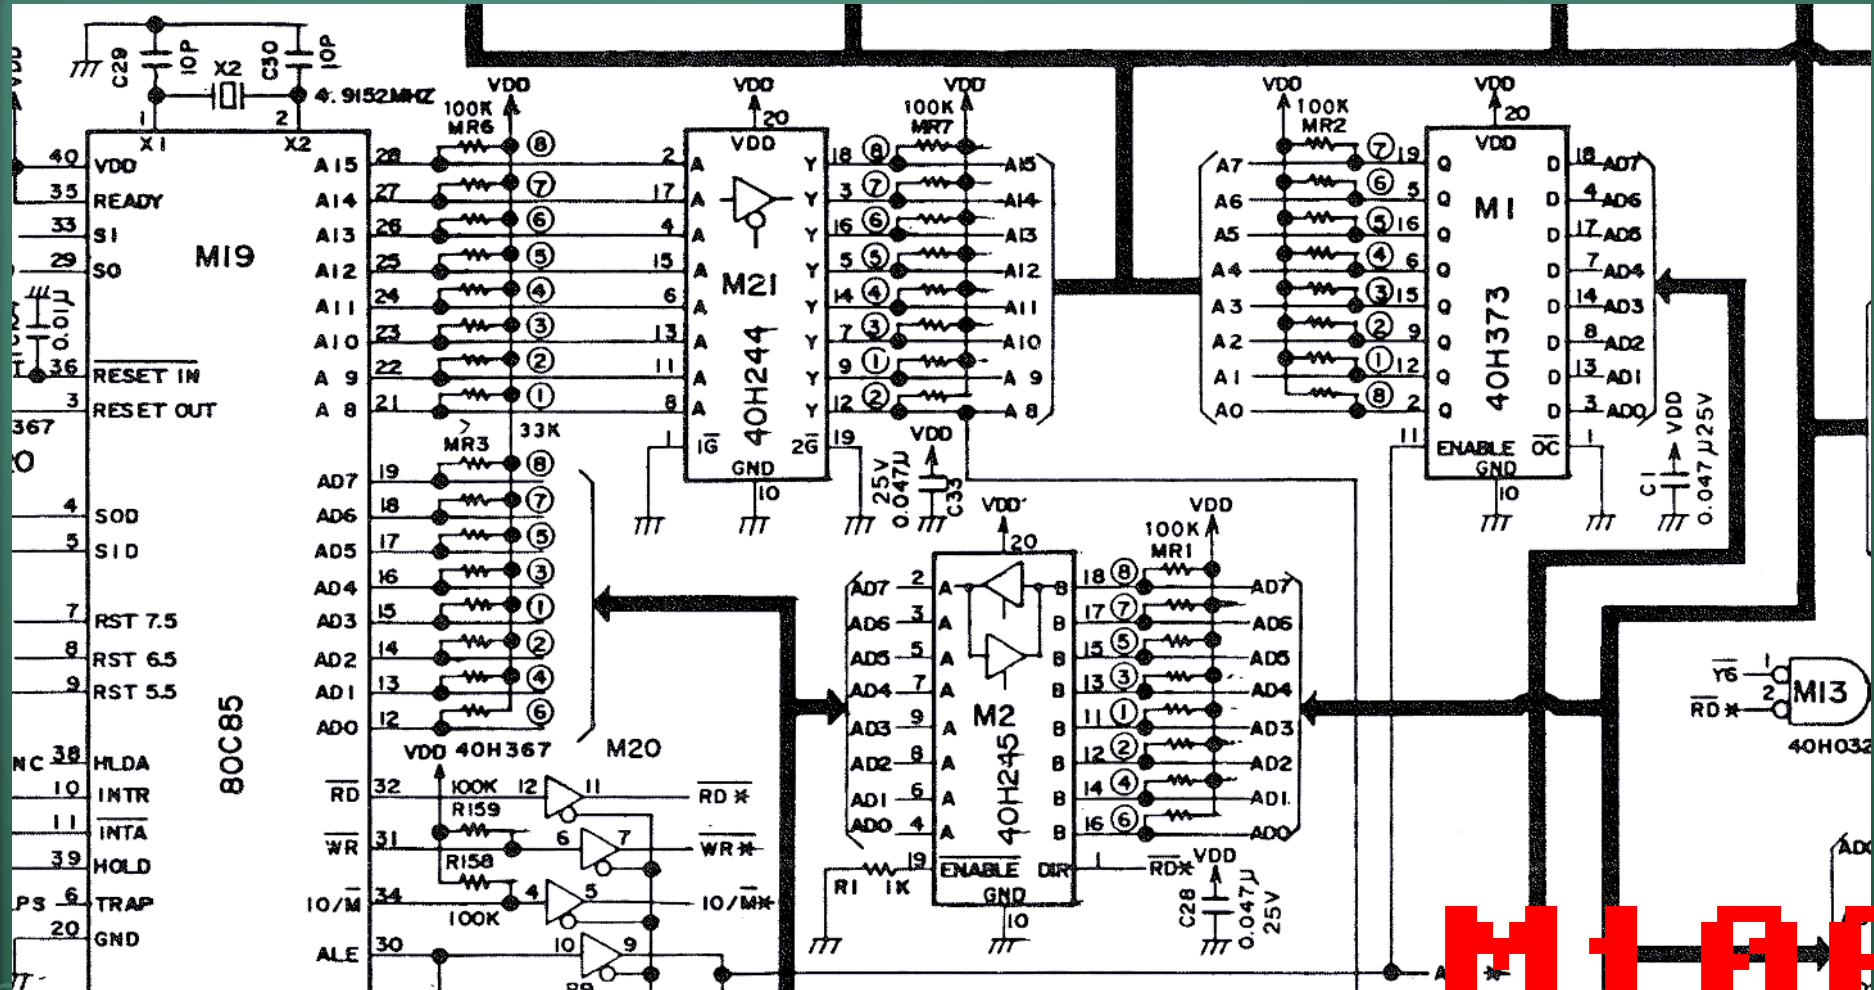 C29
10P
X2
C30
10P
4.9152MHZ
1
2
X1
X2
M19
80C85
40 VDD
35 READY
33 SI
29 SO
0.01µ
36 RESET IN
3 RESET OUT
367
4 SOD
5 SID
7 RST 7.5
8 RST 6.5
9 RST 5.5
NC 38 HLDA
10 INTR
11 INTA
39 HOLD
6 TRAP
20 GND
A15 28
A14 27
A13 26
A12 25
A11 24
A10 23
A 9 22
A 8 21
AD7 19
AD6 18
AD5 17
AD4 16
AD3 15
AD2 14
AD1 13
AD0 12
RD 32
WR 31
IO/M 34
ALE 30
VDD
100K
MR6
8
7
6
5
4
3
2
1
MR3
33K
8
7
5
3
1
2
4
6
VDD 40H367 M20
100K 12 11 RD*
R159
6 7 WR*
R158
4 5 IO/M*
100K
10 9
VDD
20
VDD
M21
40H244
2 A Y 18
17 A Y 3
4 A Y 16
15 A Y 5
6 A Y 14
13 A Y 7
11 A Y 9
8 A Y 12
1 1G 2G 19
GND
10
VDD
100K
MR7
8 A15
7 A14
6 A13
5 A12
4 A11
3 A10
1 A 9
2 A 8
VDD
25V
0.047µ
C33
VDD
20
M2
40H245
AD7 2 A B 18 8 AD7
AD6 3 A B 17 7 AD6
AD5 5 A B 15 5 AD5
AD4 7 A B 13 3 AD4
AD3 9 A B 11 1 AD3
AD2 8 A B 12 2 AD2
AD1 6 A B 14 4 AD1
AD0 4 A B 16 6 AD0
R1 1K 19 ENABLE DIR 1 RD*
GND
10
VDD
100K
MR1
VDD
C28
0.047µ
25V
VDD
100K
MR2
A7 7 19 Q
A6 6 5 Q
A5 5 16 Q
A4 4 6 Q
A3 3 15 Q
A2 2 9 Q
A1 1 12 Q
A0 8 2 Q
VDD
20
VDD
M1
40H373
D 18 AD7
D 4 AD6
D 17 AD5
D 7 AD4
D 14 AD3
D 8 AD2
D 13 AD1
D 3 AD0
11 ENABLE OC 1
GND
10
C1
VDD
0.047µ25V
Y6 1
RD* 2
M13
40H032